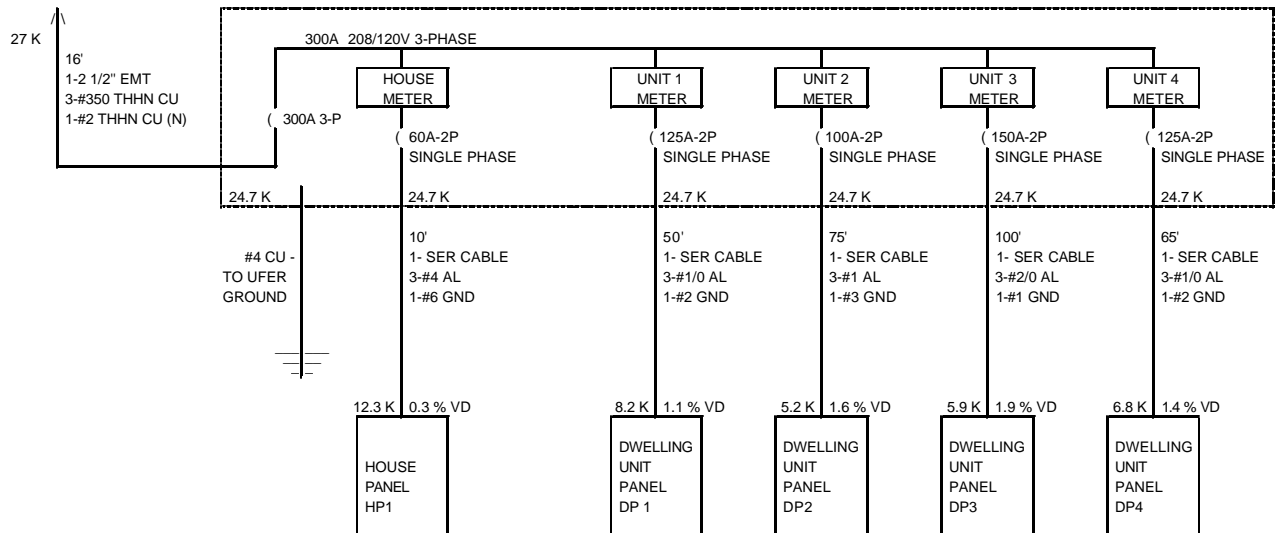 27 K
16'
1-2 1/2" EMT
3-#350 THHN CU
1-#2 THHN CU (N)
300A 208/120V 3-PHASE
300A 3-P
HOUSE
METER
60A-2P
SINGLE PHASE
UNIT 1
METER
125A-2P
SINGLE PHASE
UNIT 2
METER
100A-2P
SINGLE PHASE
UNIT 3
METER
150A-2P
SINGLE PHASE
UNIT 4
METER
125A-2P
SINGLE PHASE
24.7 K
24.7 K
24.7 K
24.7 K
24.7 K
24.7 K
#4 CU -
TO UFER
GROUND
10'
1- SER CABLE
3-#4 AL
1-#6 GND
50'
1- SER CABLE
3-#1/0 AL
1-#2 GND
75'
1- SER CABLE
3-#1 AL
1-#3 GND
100'
1- SER CABLE
3-#2/0 AL
1-#1 GND
65'
1- SER CABLE
3-#1/0 AL
1-#2 GND
12.3 K 0.3 % VD
8.2 K 1.1 % VD
5.2 K 1.6 % VD
5.9 K 1.9 % VD
6.8 K 1.4 % VD
HOUSE
PANEL
HP1
DWELLING
UNIT
PANEL
DP 1
DWELLING
UNIT
PANEL
DP2
DWELLING
UNIT
PANEL
DP3
DWELLING
UNIT
PANEL
DP4